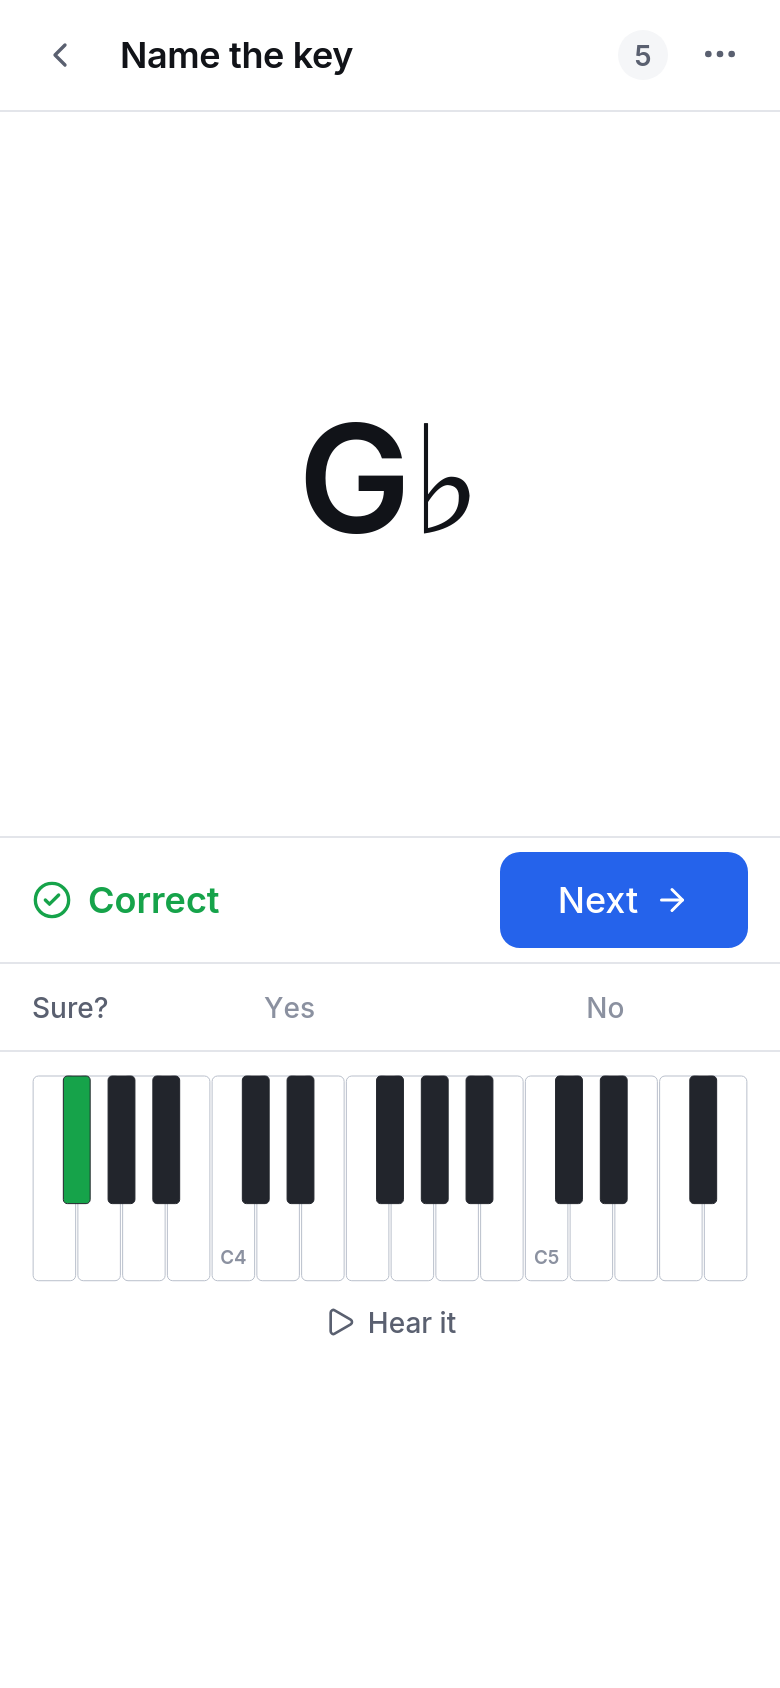 Name the key
5
G♭
Correct
Next
Sure?
Yes
No
C4
C5
Hear it